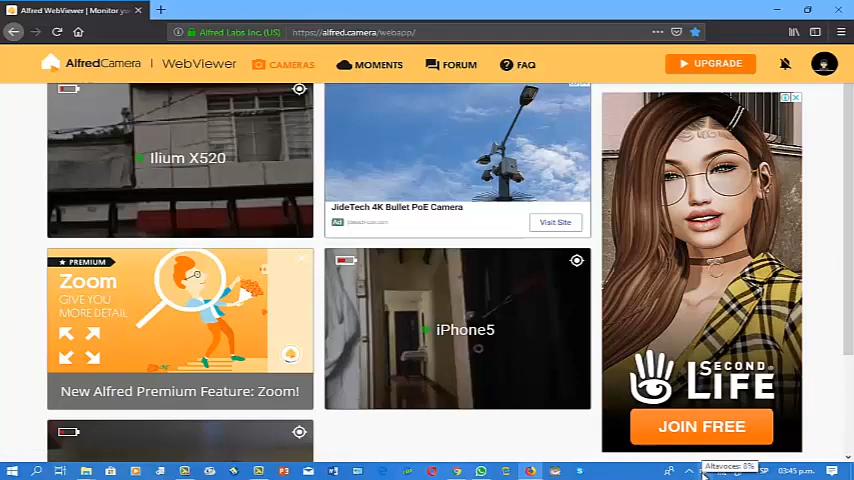 Alfred WebViewer | Monitor you
Alfred Labs Inc. (US)
https://alfred.camera/webapp/
AlfredCamera | WebViewer
CAMERAS
MOMENTS
FORUM
FAQ
UPGRADE
Ilium X520
JideTech 4K Bullet PoE Camera
Ad
Visit Site
PREMIUM
Zoom
GIVE YOU
MORE DETAIL
New Alfred Premium Feature: Zoom!
iPhone5
SECOND
LIFE
JOIN FREE
Altavoces: 8%
03:45 p.m.